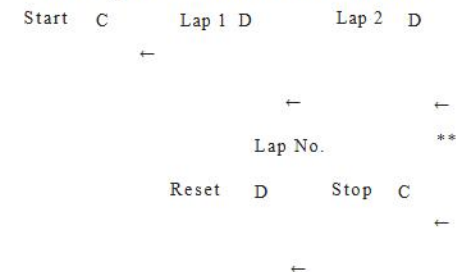 Start C Lap 1 D Lap 2 D
←
← ←
Lap No. **
Reset D Stop C
←
←